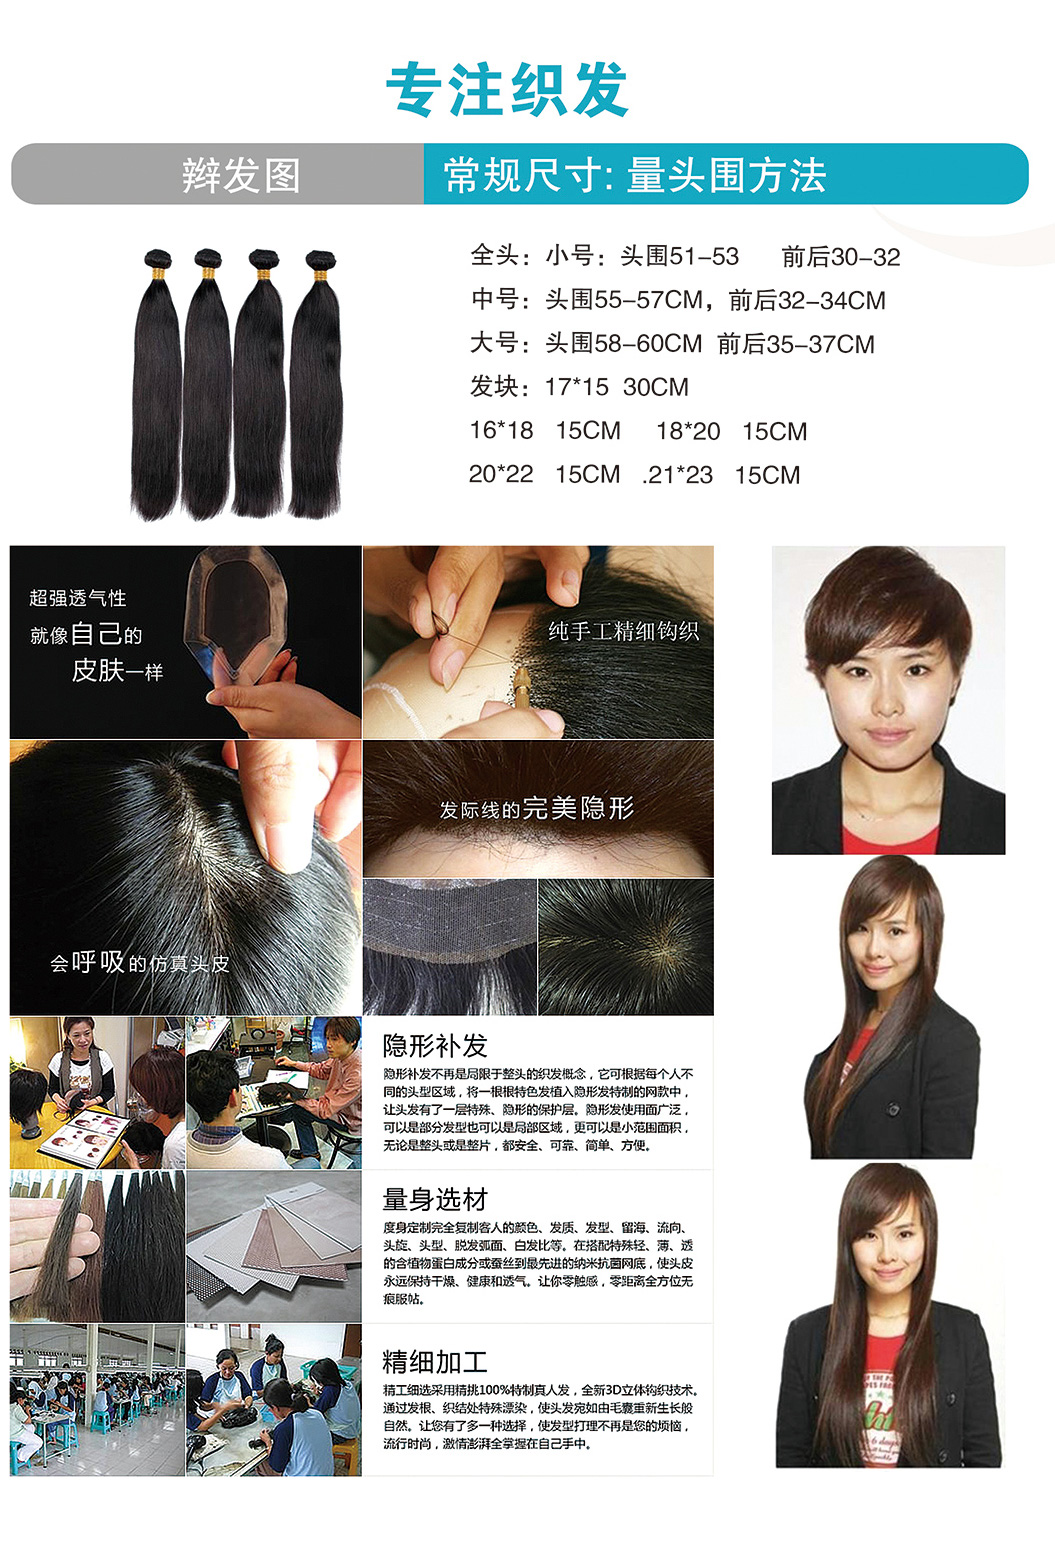 专注织发
辫发图
常规尺寸: 量头围方法
全头：小号：头围51-53 前后30-32
中号：头围55-57CM，前后32-34CM
大号：头围58-60CM 前后35-37CM
发块：17*15 30CM
16*18 15CM 18*20 15CM
20*22 15CM .21*23 15CM
超强透气性
就像自己的
皮肤一样
纯手工精细钩织
发际线的完美隐形
会呼吸的仿真头皮
隐形补发
隐形补发不再是局限于整头的织发概念，它可根据每个人不
同的头型区域，将一根根特色发植入隐形发特制的网款中，
让头发有了一层特殊、隐形的保护层。隐形发使用面广泛，
可以是部分发型也可以是局部区域，更可以是小范围面积，
无论是整头或是整片，都安全、可靠、简单、方便。
量身选材
度身定制完全复制客人的颜色、发质、发型、留海、流向、
头旋、头型、脱发弧面、白发比等。在搭配特殊轻、薄、透
的含植物蛋白成分或蚕丝到最先进的纳米抗菌网底，使头皮
永远保持干燥、健康和透气。让你零触感，零距离全方位无
痕服帖。
精细加工
精工细选采用精挑100%特制真人发，全新3D立体钩织技术。
通过发根、织结处特殊漂染，使头发宛如由毛囊重新生长般
自然。让您有了多一种选择，使发型打理不再是您的烦恼，
流行时尚，激情澎湃全掌握在自己手中。